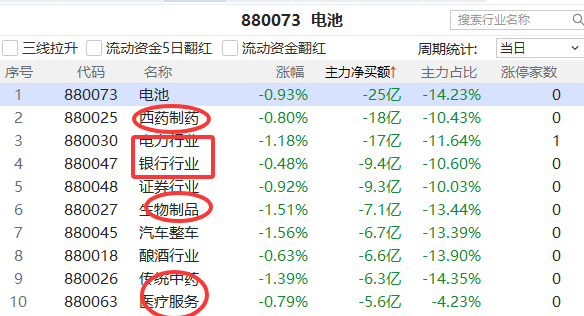 880073 电池
搜索行业名称
三线拉升 流动资金5日翻红 流动资金翻红 周期统计: 当日
序号 代码 名称 涨幅 主力净买额↑ 主力占比 涨停家数
1 880073 电池 -0.93% -25亿 -14.23% 0
2 880025 西药制药 -0.80% -18亿 -10.43% 0
3 880030 电力行业 -1.18% -17亿 -11.64% 1
4 880047 银行行业 -0.48% -9.4亿 -10.60% 0
5 880048 证券行业 -0.92% -9.3亿 -10.03% 0
6 880027 生物制品 -1.51% -7.1亿 -13.44% 0
7 880045 汽车整车 -1.56% -6.7亿 -13.39% 0
8 880018 酿酒行业 -0.63% -6.6亿 -13.90% 0
9 880026 传统中药 -1.39% -6.3亿 -14.35% 0
10 880063 医疗服务 -0.79% -5.6亿 -4.23% 0